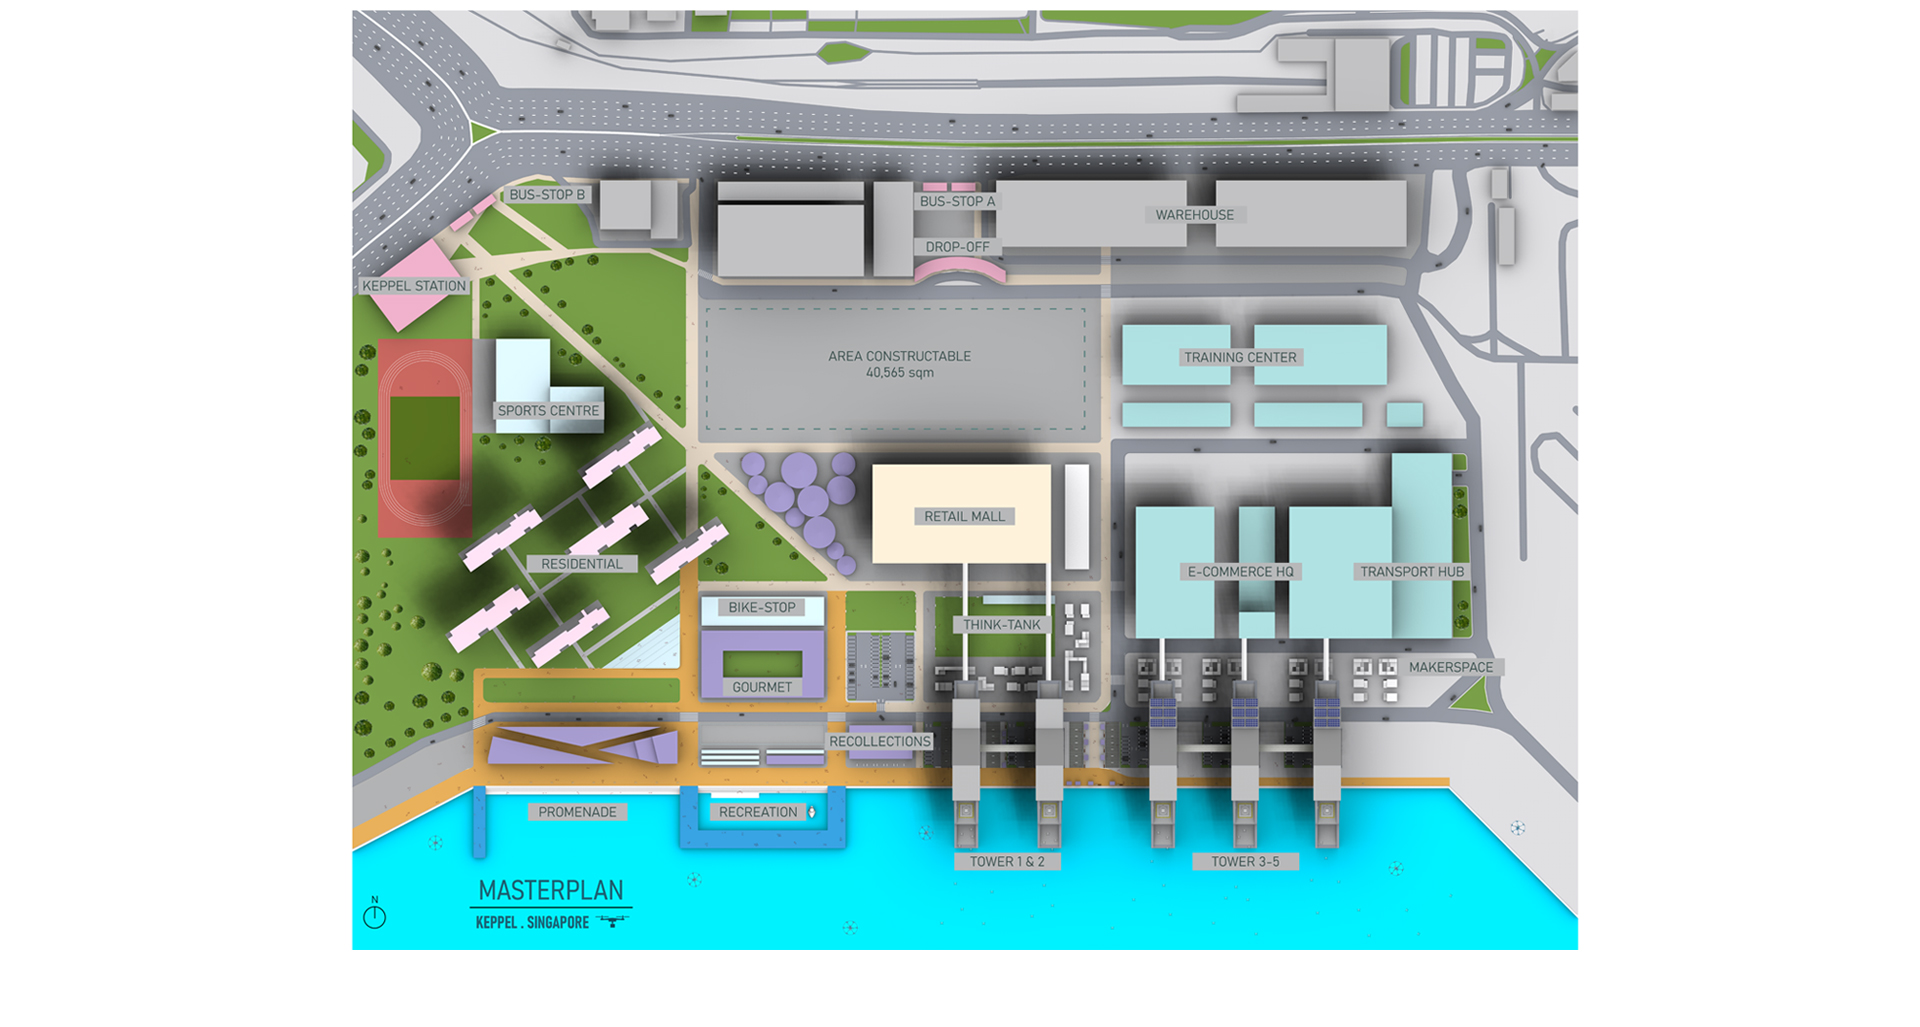 BUS-STOP B
BUS-STOP A
WAREHOUSE
DROP-OFF
KEPPEL STATION
AREA CONSTRUCTABLE
40,565 sqm
TRAINING CENTER
SPORTS CENTRE
RETAIL MALL
RESIDENTIAL
E-COMMERCE HQ
TRANSPORT HUB
BIKE-STOP
THINK-TANK
MAKERSPACE
GOURMET
RECOLLECTIONS
PROMENADE
RECREATION
TOWER 1 & 2
TOWER 3-5
MASTERPLAN
KEPPEL . SINGAPORE
N